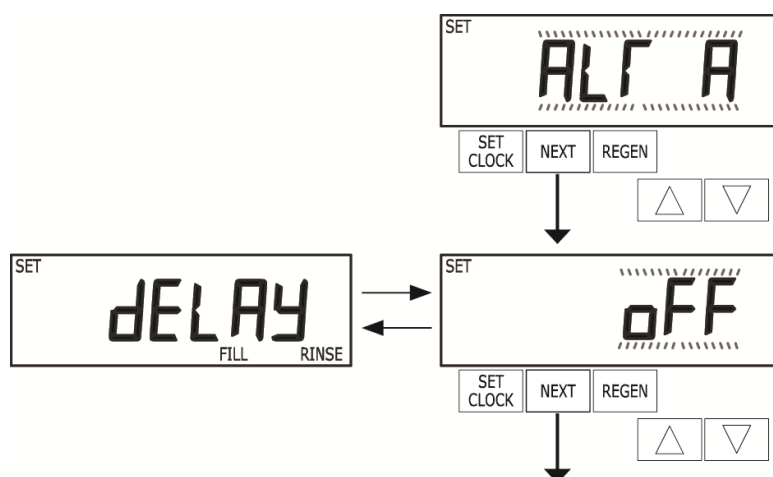 SET
ALT A
SET CLOCK NEXT REGEN
SET
dELAY
FILL RINSE
SET
oFF
SET CLOCK NEXT REGEN